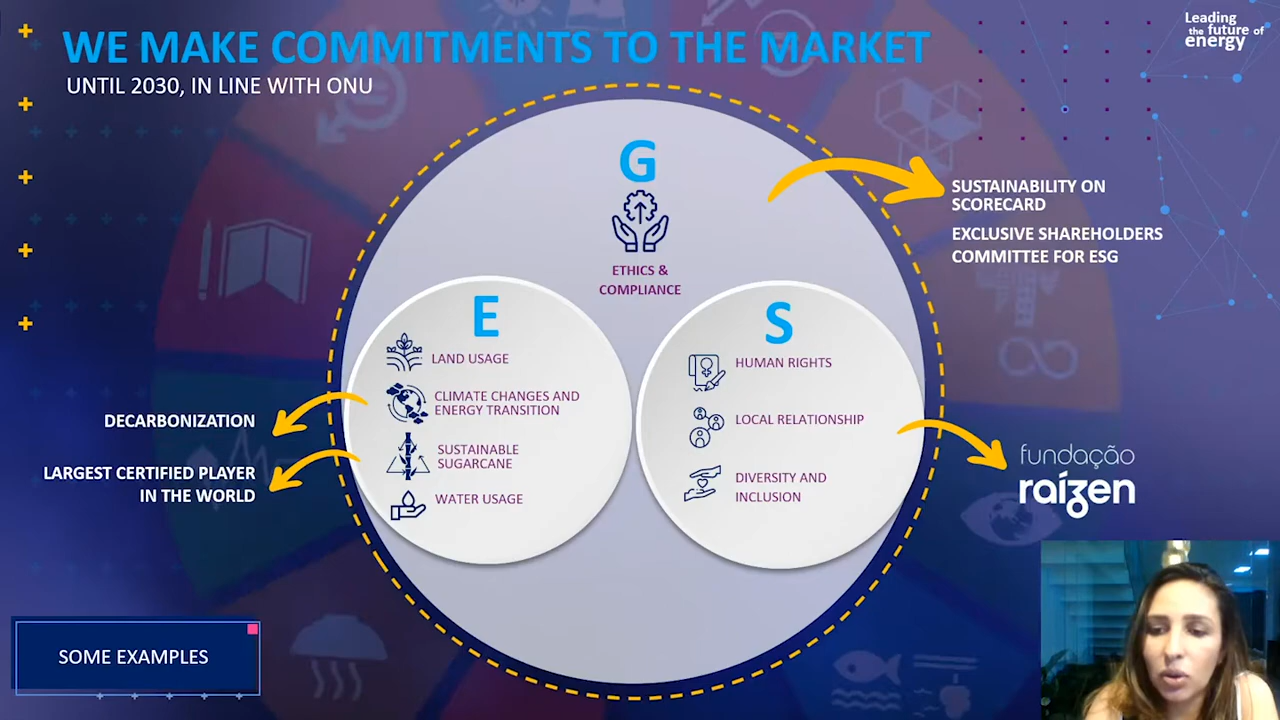 WE MAKE COMMITMENTS TO THE MARKET
UNTIL 2030, IN LINE WITH ONU
Leading
the future of
energy
G
ETHICS &
COMPLIANCE
SUSTAINABILITY ON
SCORECARD
EXCLUSIVE SHAREHOLDERS
COMMITTEE FOR ESG
E
LAND USAGE
CLIMATE CHANGES AND
ENERGY TRANSITION
SUSTAINABLE
SUGARCANE
WATER USAGE
S
HUMAN RIGHTS
LOCAL RELATIONSHIP
DIVERSITY AND
INCLUSION
DECARBONIZATION
LARGEST CERTIFIED PLAYER
IN THE WORLD
fundação
raízen
SOME EXAMPLES